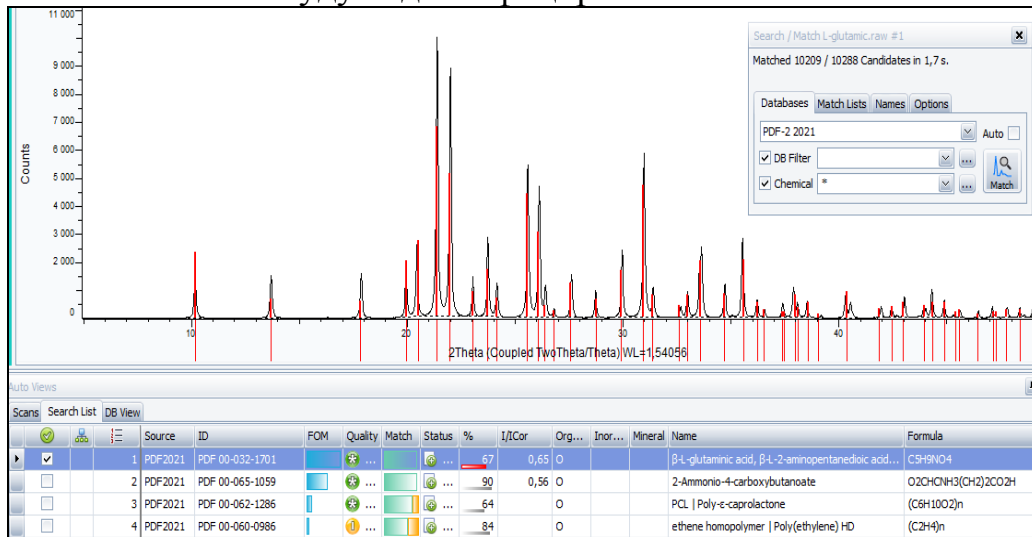 11 000
9 000
8 000
7 000
6 000
5 000
4 000
3 000
2 000
0
Counts
10
20
30
40
2Theta (Coupled TwoTheta/Theta) WL=1,54056
Search / Match L-glutamic.raw #1
Matched 10209 / 10288 Candidates in 1,7 s.
Databases Match Lists Names Options
PDF-2 2021 Auto
DB Filter ...
Chemical * ... Match
Auto Views
Scans Search List DB View
Source ID FOM Quality Match Status % I/ICor Org... Inor... Mineral Name Formula
1 PDF2021 PDF 00-032-1701 ... ... 67 0,65 O β-L-glutaminic acid, β-L-2-aminopentanedioic acid... C5H9NO4
2 PDF2021 PDF 00-065-1059 ... ... 90 0,56 O 2-Ammonio-4-carboxybutanoate O2CHCNH3(CH2)2CO2H
3 PDF2021 PDF 00-062-1286 ... ... 64 O PCL | Poly-ε-caprolactone (C6H10O2)n
4 PDF2021 PDF 00-060-0986 ... ... 84 O ethene homopolymer | Poly(ethylene) HD (C2H4)n